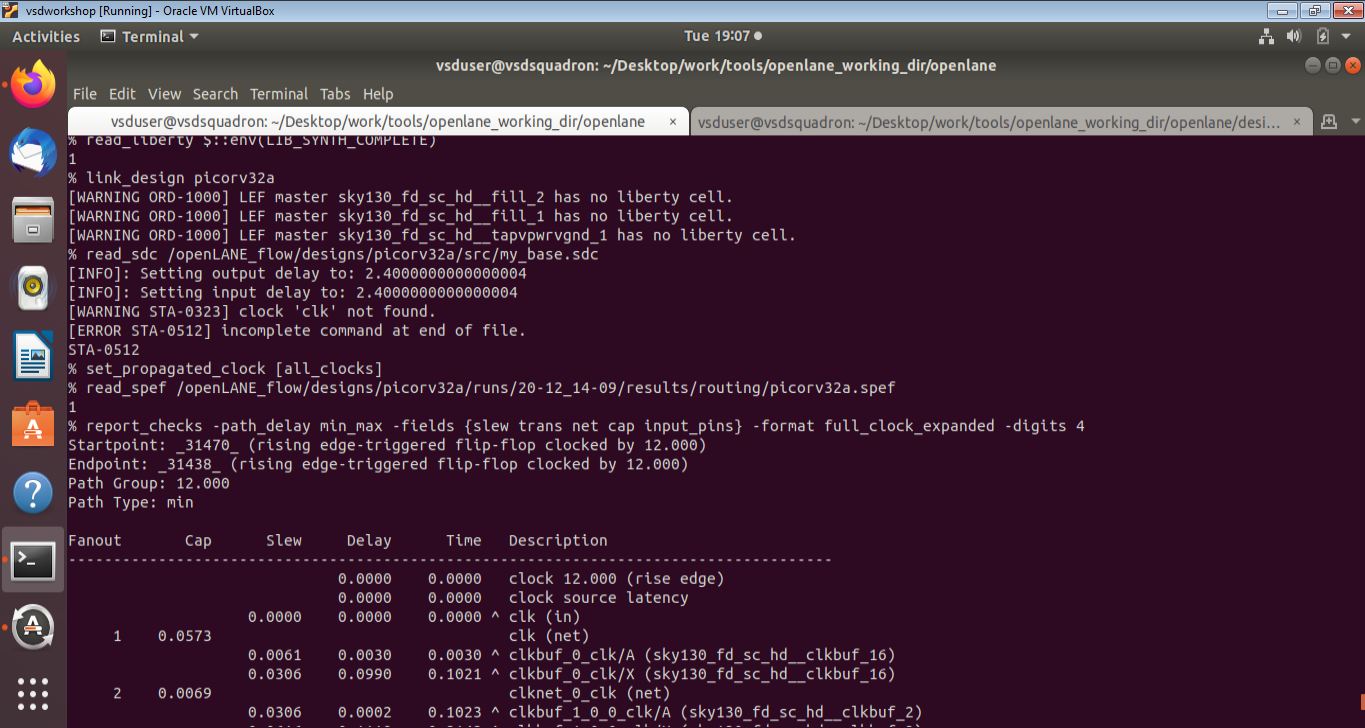 vsdworkshop [Running] - Oracle VM VirtualBox
Activities Terminal Tue 19:07
vsduser@vsdsquadron: ~/Desktop/work/tools/openlane_working_dir/openlane
File Edit View Search Terminal Tabs Help
vsduser@vsdsquadron: ~/Desktop/work/tools/openlane_working_dir/openlane × vsduser@vsdsquadron: ~/Desktop/work/tools/openlane_working_dir/openlane/desi... ×
% read_liberty $::env(LIB_SYNTH_COMPLETE)
1
% link_design picorv32a
[WARNING ORD-1000] LEF master sky130_fd_sc_hd__fill_2 has no liberty cell.
[WARNING ORD-1000] LEF master sky130_fd_sc_hd__fill_1 has no liberty cell.
[WARNING ORD-1000] LEF master sky130_fd_sc_hd__tapvpwrvgnd_1 has no liberty cell.
% read_sdc /openLANE_flow/designs/picorv32a/src/my_base.sdc
[INFO]: Setting output delay to: 2.4000000000000004
[INFO]: Setting input delay to: 2.4000000000000004
[WARNING STA-0323] clock 'clk' not found.
[ERROR STA-0512] incomplete command at end of file.
STA-0512
% set_propagated_clock [all_clocks]
% read_spef /openLANE_flow/designs/picorv32a/runs/20-12_14-09/results/routing/picorv32a.spef
1
% report_checks -path_delay min_max -fields {slew trans net cap input_pins} -format full_clock_expanded -digits 4
Startpoint: _31470_ (rising edge-triggered flip-flop clocked by 12.000)
Endpoint: _31438_ (rising edge-triggered flip-flop clocked by 12.000)
Path Group: 12.000
Path Type: min
Fanout Cap Slew Delay Time Description
-------------------------------------------------------------------------------------
0.0000 0.0000 clock 12.000 (rise edge)
0.0000 0.0000 clock source latency
0.0000 0.0000 0.0000 ^ clk (in)
1 0.0573 clk (net)
0.0061 0.0030 0.0030 ^ clkbuf_0_clk/A (sky130_fd_sc_hd__clkbuf_16)
0.0306 0.0990 0.1021 ^ clkbuf_0_clk/X (sky130_fd_sc_hd__clkbuf_16)
2 0.0069 clknet_0_clk (net)
0.0306 0.0002 0.1023 ^ clkbuf_1_0_0_clk/A (sky130_fd_sc_hd__clkbuf_2)